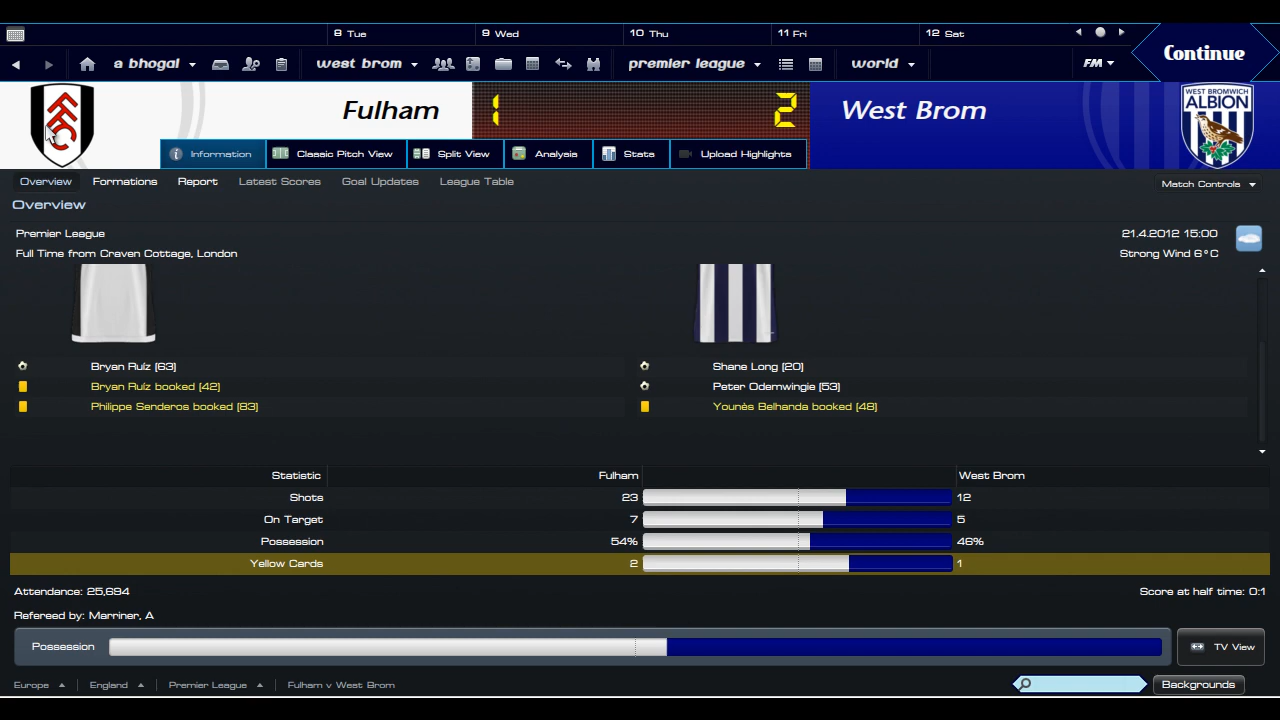 8 Tue 9 Wed 10 Thu 11 Fri 12 Sat
a bhogal west brom premier league world FM Continue
Fulham 1 2 West Brom
WEST BROMWICH
ALBION
Information Classic Pitch View Split View Analysis Stats Upload Highlights
Overview Formations Report Latest Scores Goal Updates League Table Match Controls
Overview
Premier League 21.4.2012 15:00
Full Time from Craven Cottage, London Strong Wind 6°C
Bryan Ruíz (63) Shane Long (20)
Bryan Ruíz booked (42) Peter Odemwingie (53)
Philippe Senderos booked (83) Younès Belhanda booked (48)
Statistic Fulham West Brom
Shots 23 12
On Target 7 5
Possession 54% 46%
Yellow Cards 2 1
Attendance: 25,694 Score at half time: 0:1
Refereed by: Marriner, A
Possession TV View
Europe England Premier League Fulham v West Brom Backgrounds